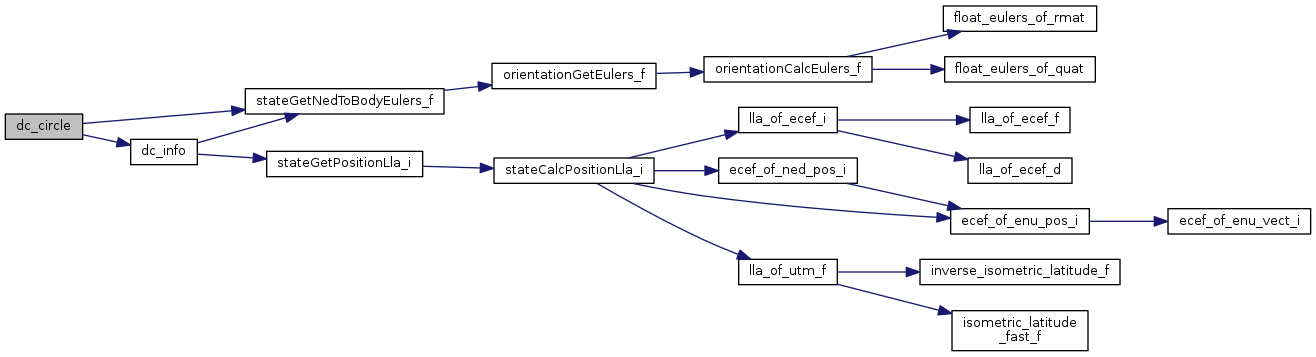 float_eulers_of_rmat
orientationGetEulers_f
orientationCalcEulers_f
float_eulers_of_quat
stateGetNedToBodyEulers_f
dc_circle
lla_of_ecef_i
lla_of_ecef_f
dc_info
stateGetPositionLla_i
stateCalcPositionLla_i
ecef_of_ned_pos_i
lla_of_ecef_d
ecef_of_enu_pos_i
ecef_of_enu_vect_i
lla_of_utm_f
inverse_isometric_latitude_f
isometric_latitude
_fast_f